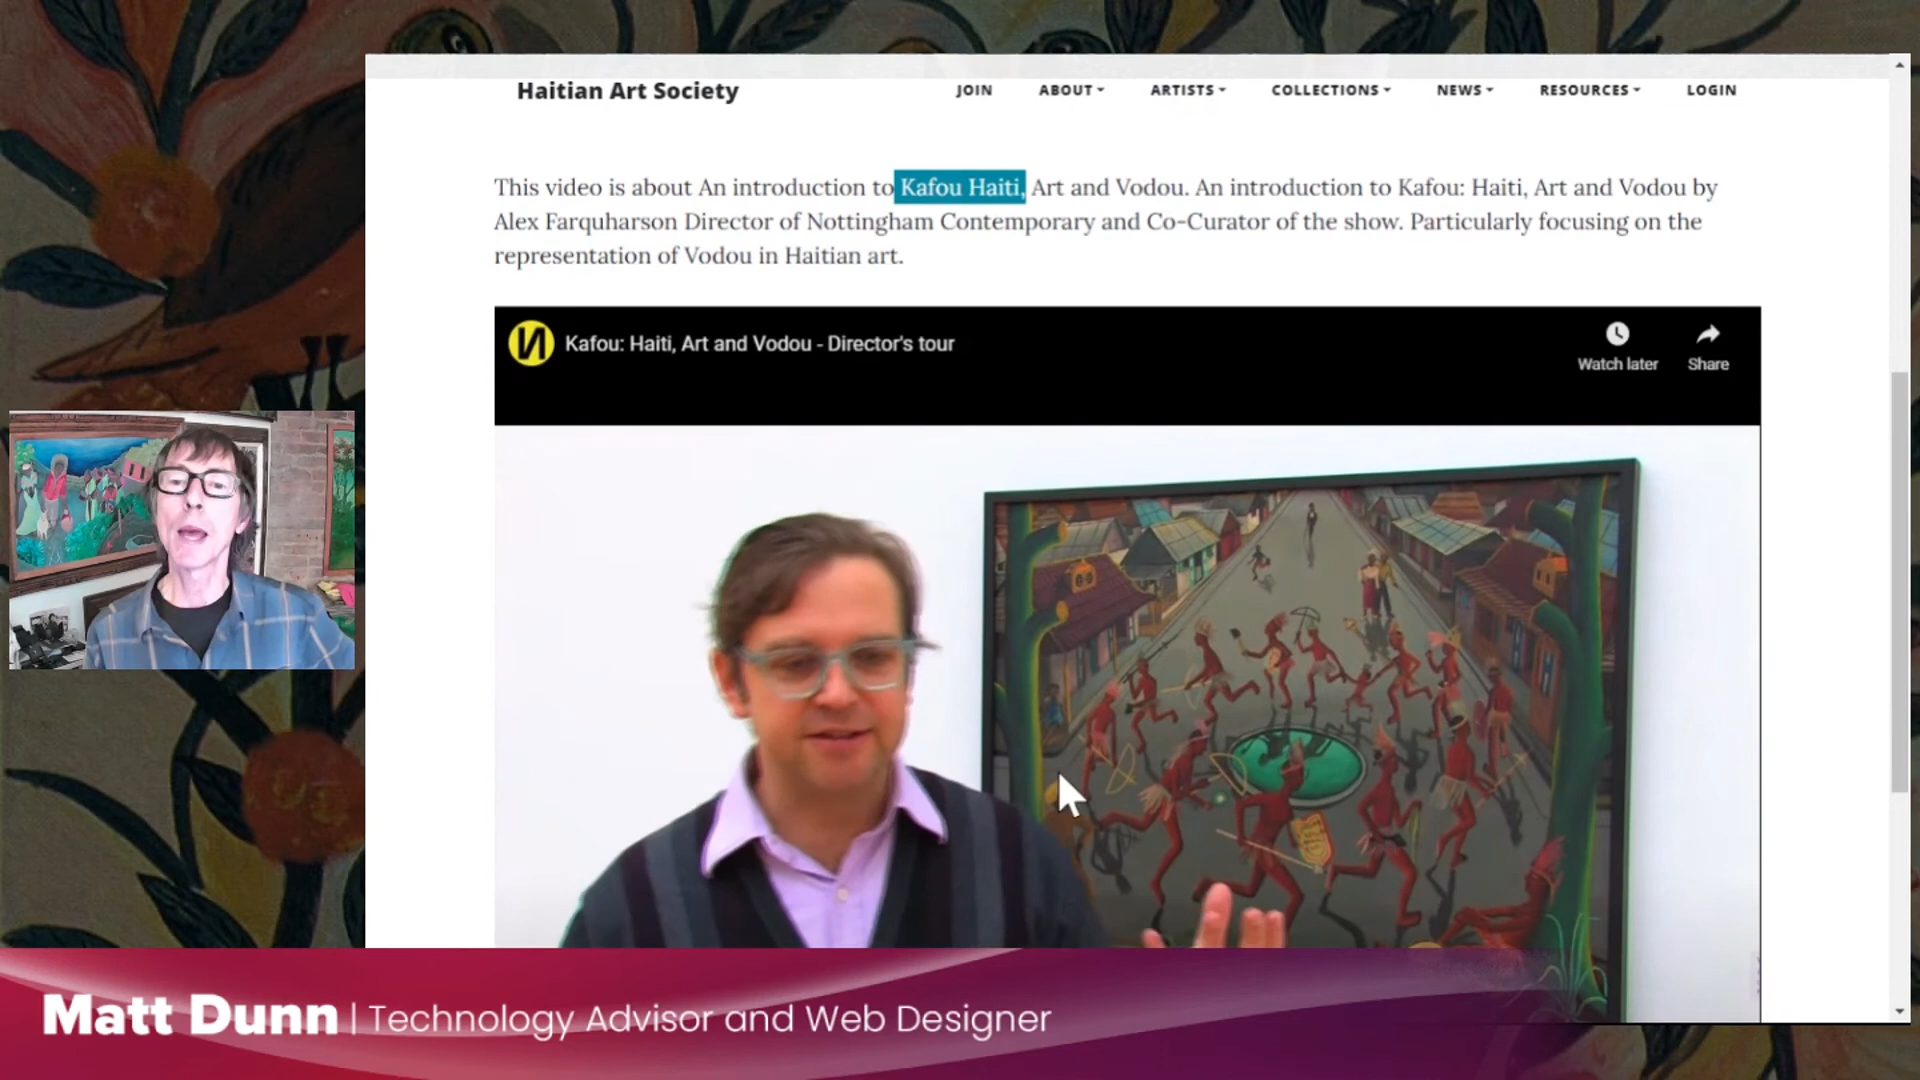 Haitian Art Society
JOIN ABOUT ARTISTS COLLECTIONS NEWS RESOURCES LOGIN
This video is about An introduction to Kafou Haiti, Art and Vodou. An introduction to Kafou: Haiti, Art and Vodou by
Alex Farquharson Director of Nottingham Contemporary and Co-Curator of the show. Particularly focusing on the
representation of Vodou in Haitian art.
Kafou: Haiti, Art and Vodou - Director's tour
Watch later
Share
Matt Dunn | Technology Advisor and Web Designer